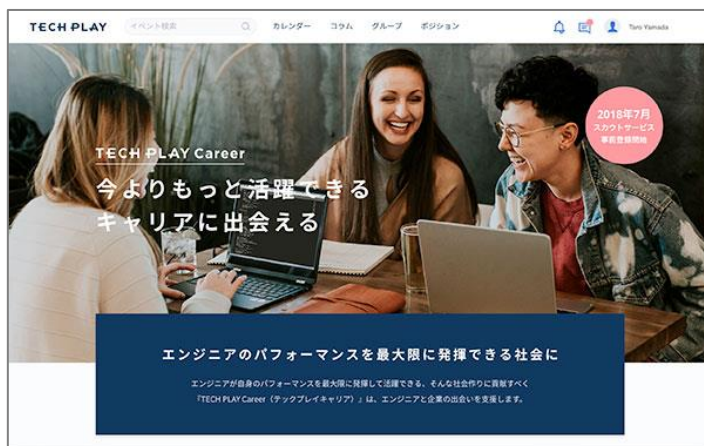 TECH PLAY
イベント検索
カレンダー
コラム
グループ
ポジション
Taro Yamada
2018年7月
スカウトサービス
事前登録開始
TECH PLAY Career
今よりもっと活躍できる
キャリアに出会える
エンジニアのパフォーマンスを最大限に発揮できる社会に
エンジニアが自身のパフォーマンスを最大限に発揮して活躍できる、そんな社会作りに貢献すべく
『TECH PLAY Career（テックプレイキャリア）』は、エンジニアと企業の出会いを支援します。